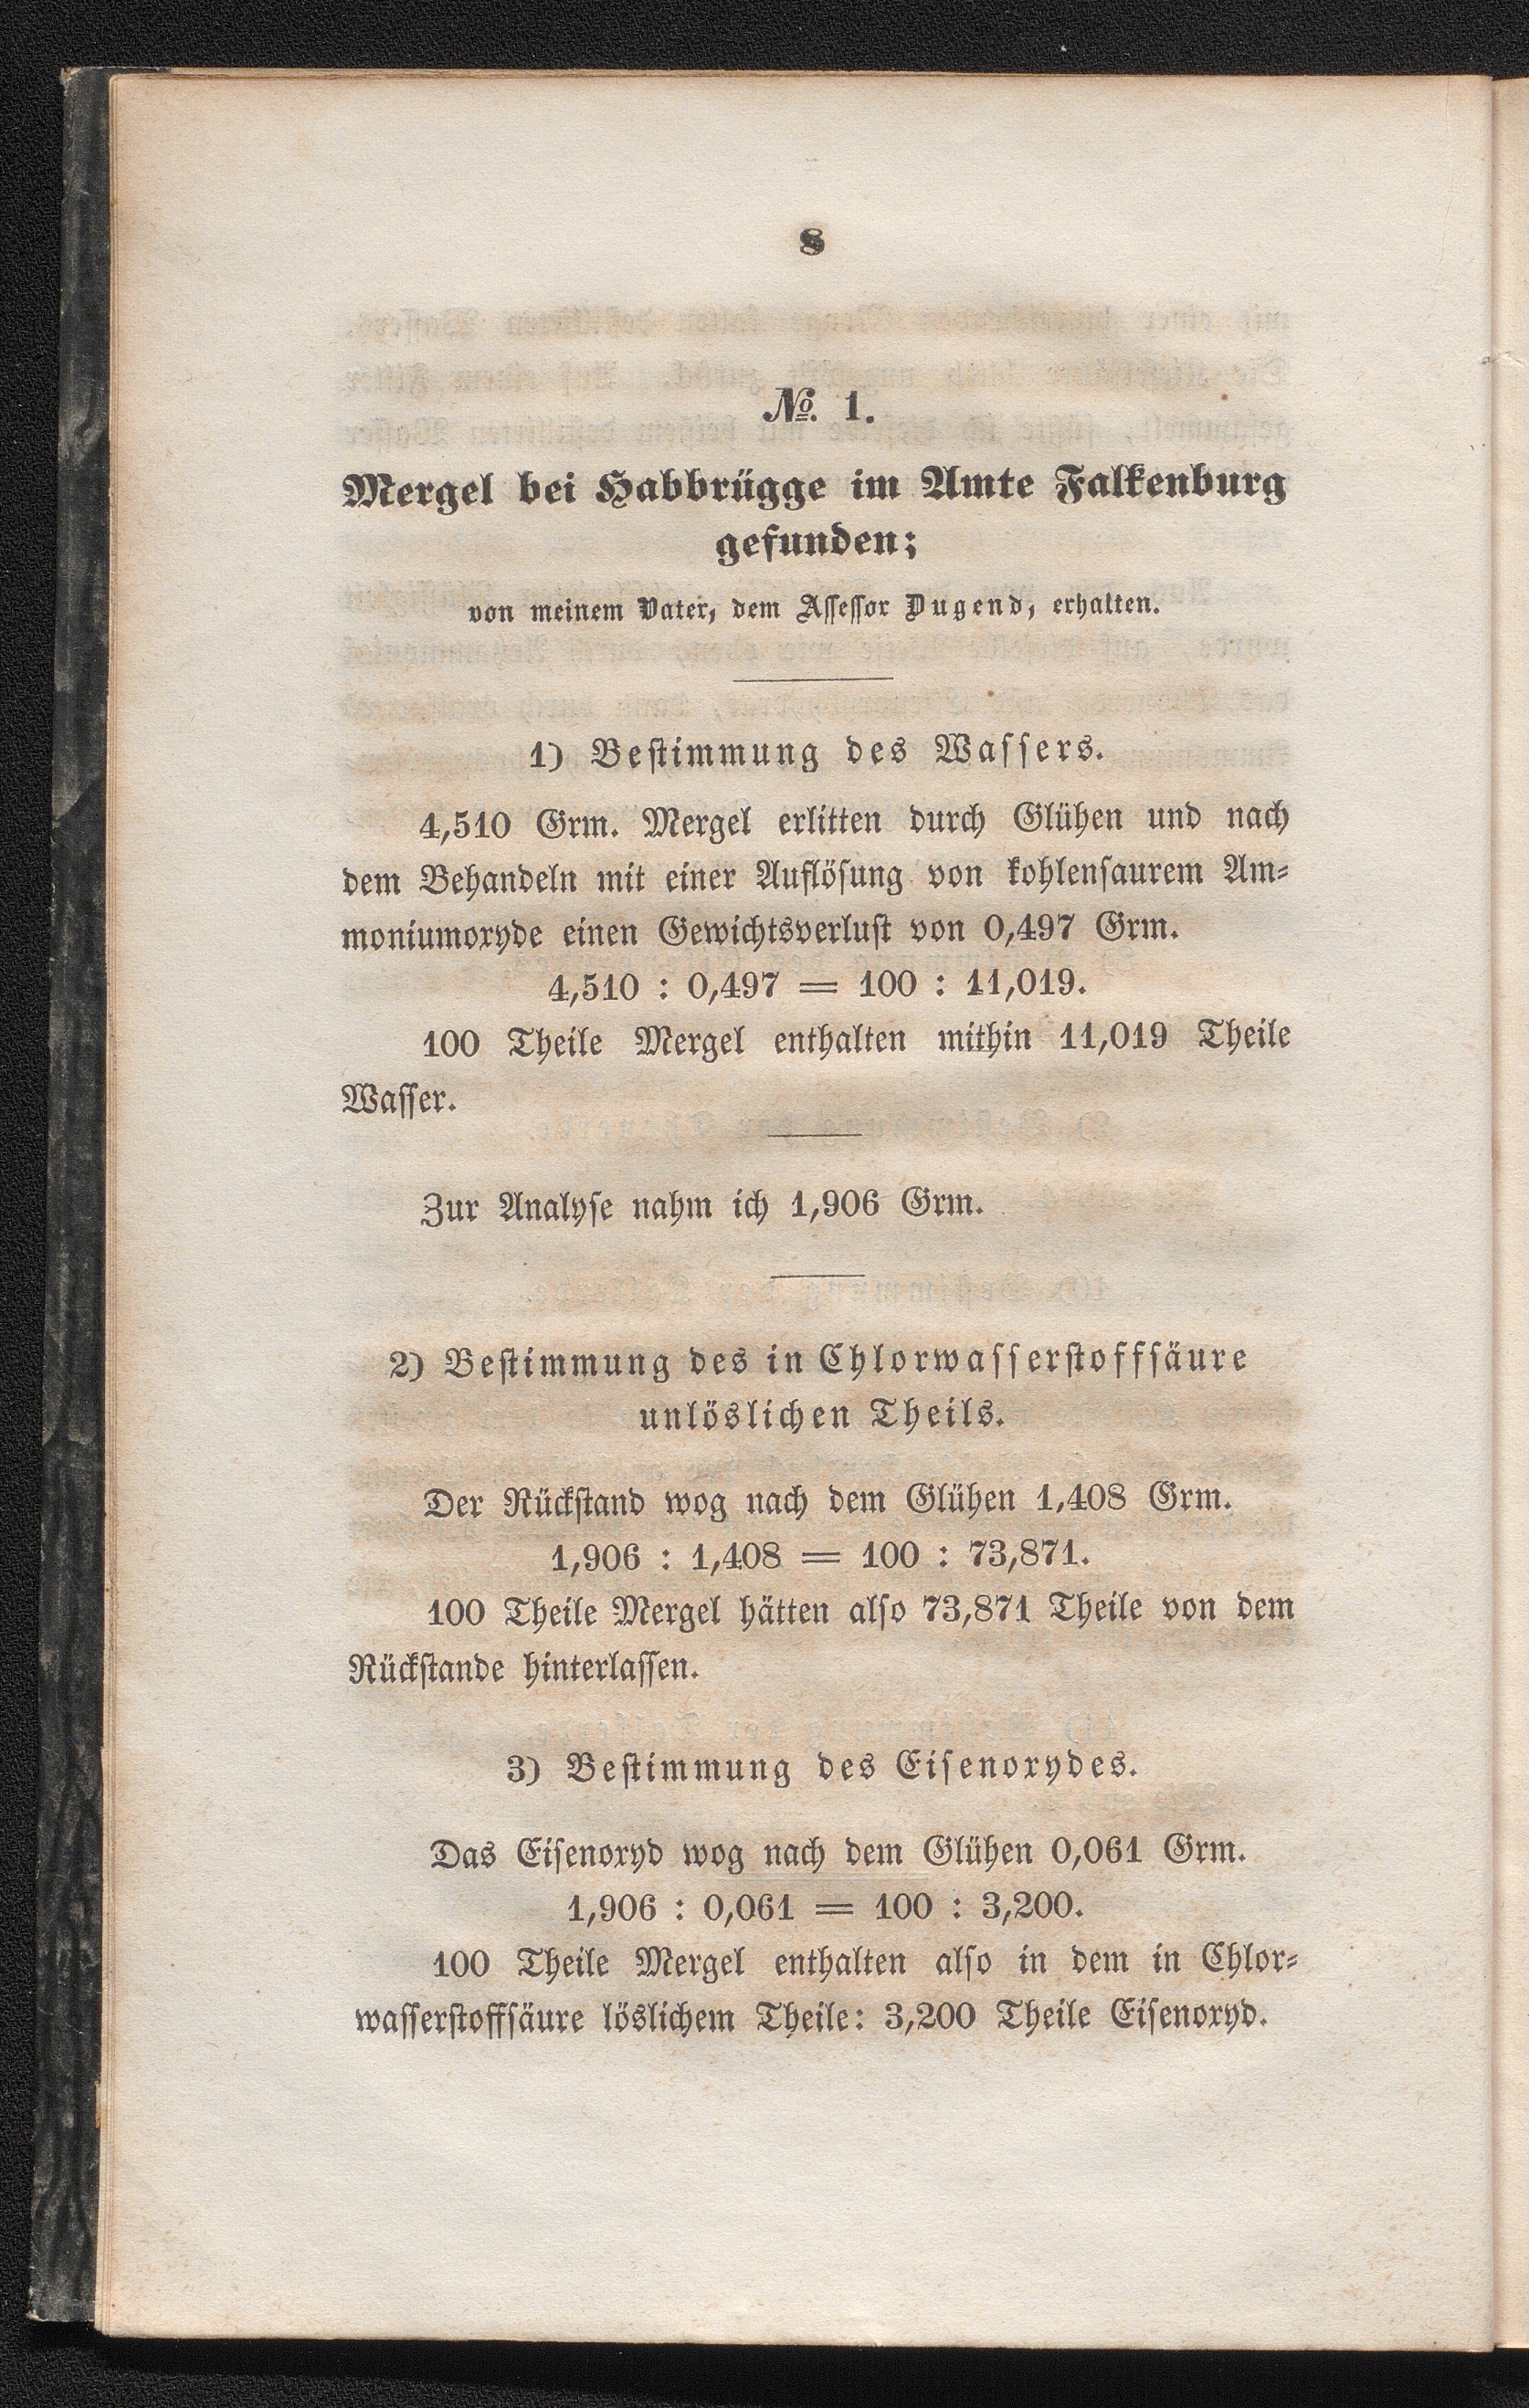 8
№. 1.
Mergel bei Habbrügge im Amte Falkenburg
gefunden;
von meinem Vater, dem Assessor Dugend, erhalten.
1) Bestimmung des Wassers.
4,510 Grm. Mergel erlitten durch Glühen und nach
dem Behandeln mit einer Auflösung von kohlensaurem Am-
moniumoxyde einen Gewichtsverlust von 0,497 Grm.
4,510 : 0,497 = 100 : 11,019.
100 Theile Mergel enthalten mithin 11,019 Theile
Wasser.
Zur Analyse nahm ich 1,906 Grm.
2) Bestimmung des in Chlorwasserstoffsäure
unlöslichen Theils.
Der Rückstand wog nach dem Glühen 1,408 Grm.
1,906 : 1,408 = 100 : 73,871.
100 Theile Mergel hätten also 73,871 Theile von dem
Rückstande hinterlassen.
3) Bestimmung des Eisenoxydes.
Das Eisenoxyd wog nach dem Glühen 0,061 Grm.
1,906 : 0,061 = 100 : 3,200.
100 Theile Mergel enthalten also in dem in Chlor-
wasserstoffsäure löslichem Theile: 3,200 Theile Eisenoxyd.